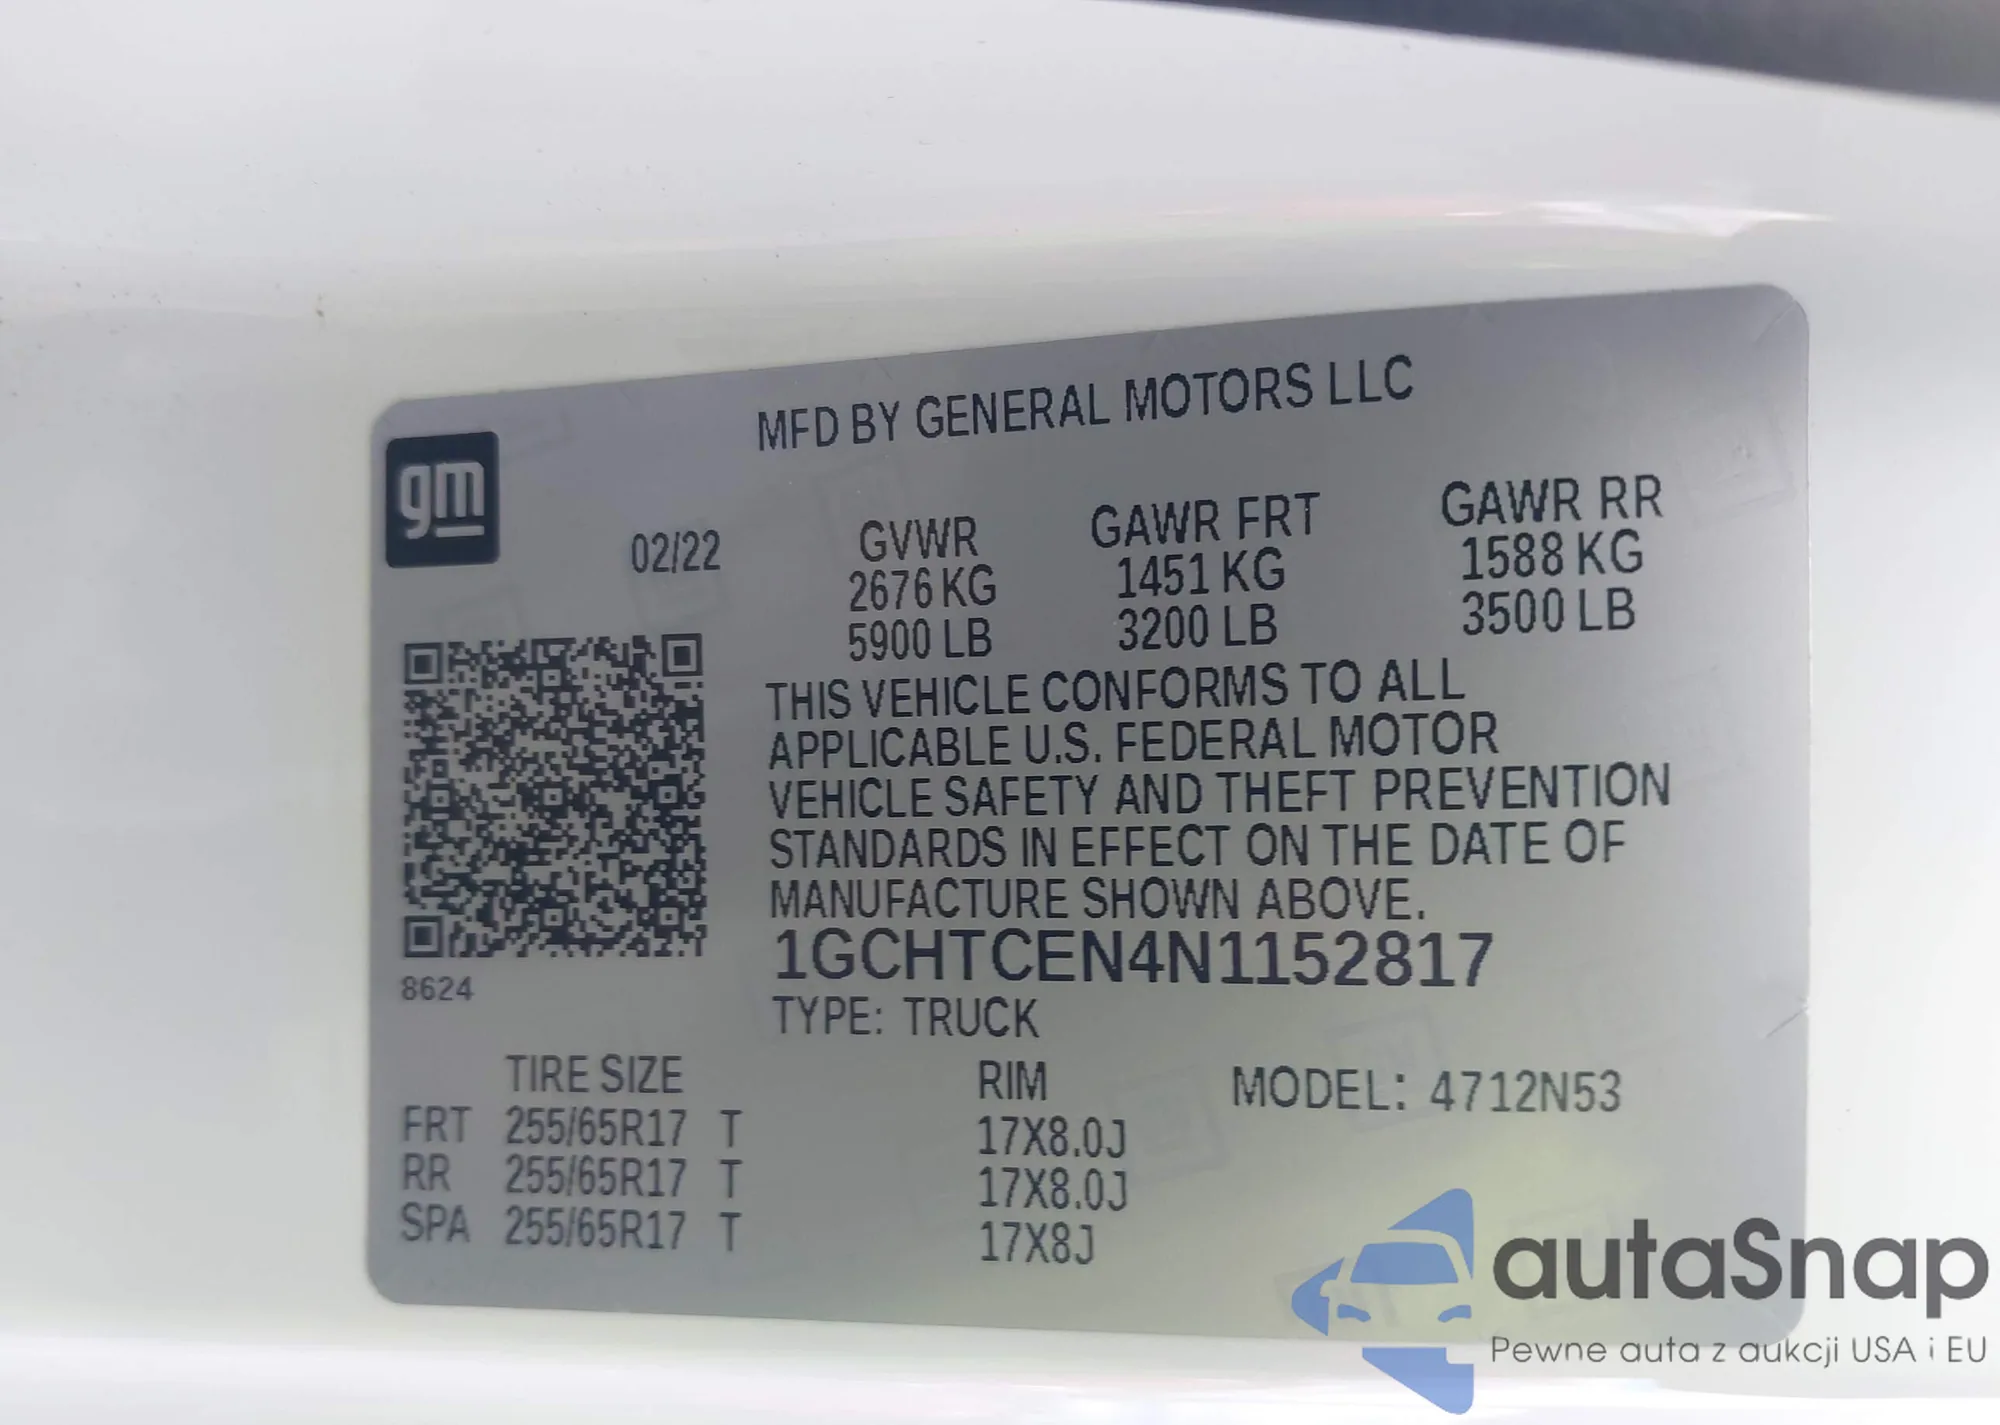 MFD BY GENERAL MOTORS LLC
gm
02/22
GVWR GAWR FRT GAWR RR
2676 KG 1451 KG 1588 KG
5900 LB 3200 LB 3500 LB
THIS VEHICLE CONFORMS TO ALL
APPLICABLE U.S. FEDERAL MOTOR
VEHICLE SAFETY AND THEFT PREVENTION
STANDARDS IN EFFECT ON THE DATE OF
MANUFACTURE SHOWN ABOVE.
1GCHTCEN4N1152817
8624
TYPE: TRUCK
TIRE SIZE RIM MODEL: 4712N53
FRT 255/65R17 T 17X8.0J
RR 255/65R17 T 17X8.0J
SPA 255/65R17 T 17X8J
autaSnap
Pewne auta z aukcji USA i EU